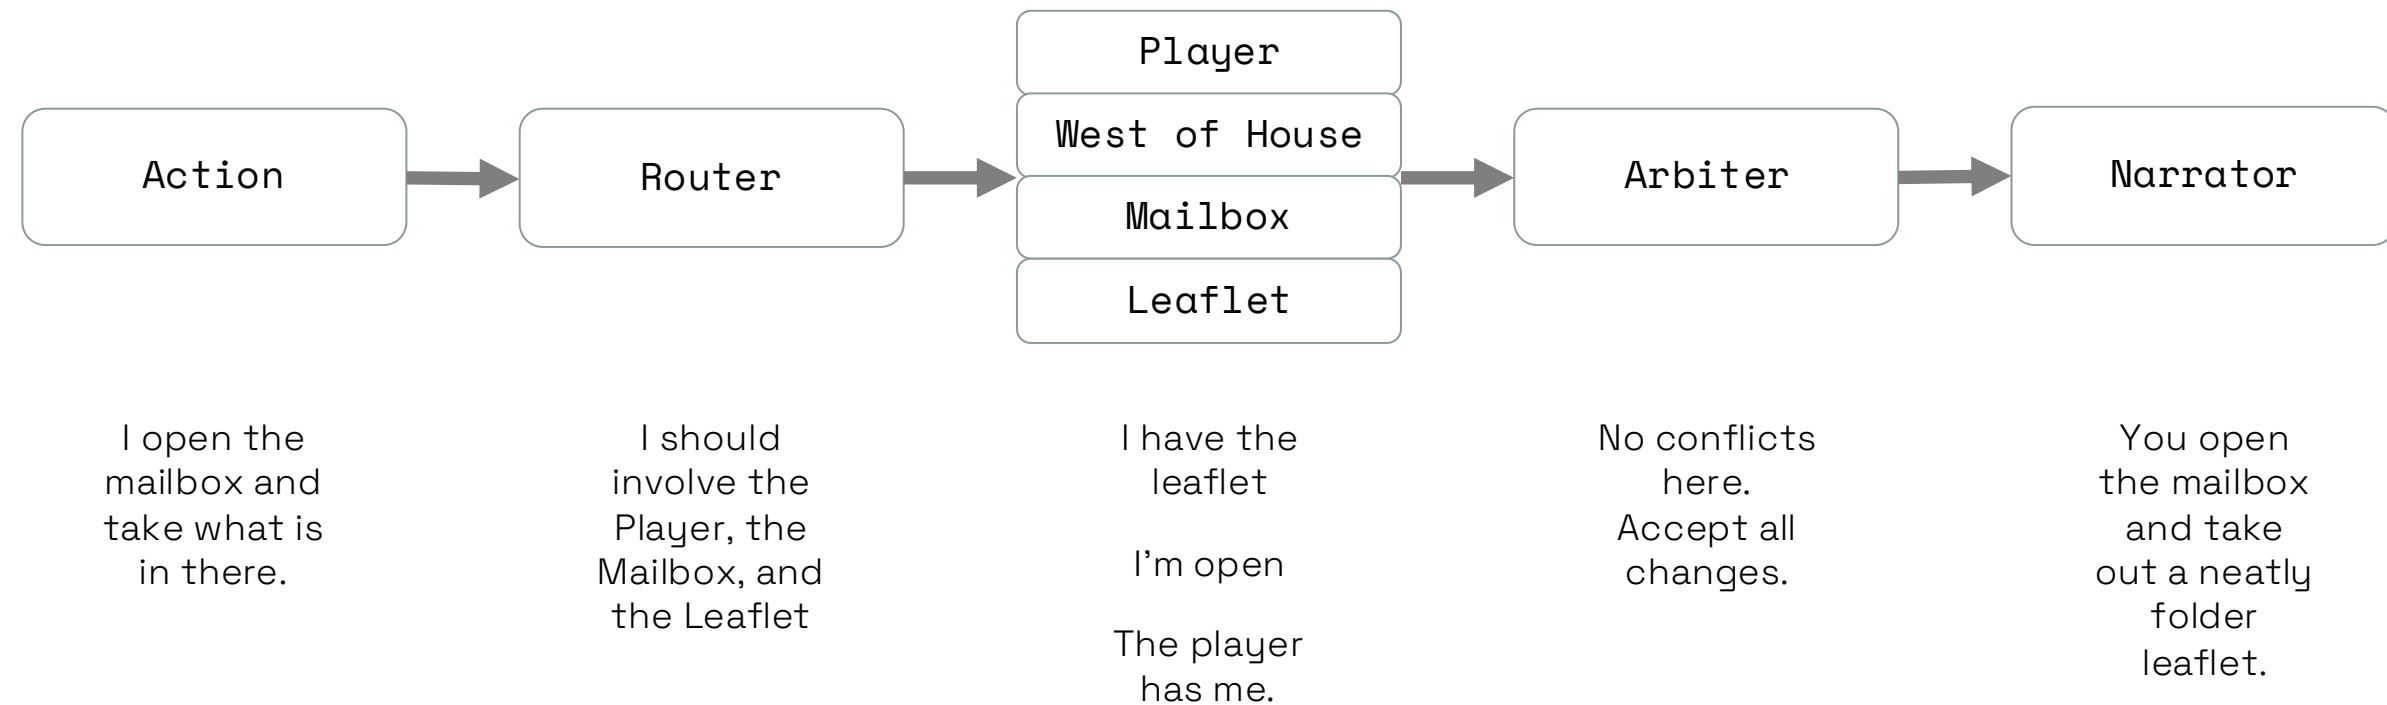 Player
West of House
Mailbox
Leaflet
Action
Router
Arbiter
Narrator
I open the
mailbox and
take what is
in there.
I should
involve the
Player, the
Mailbox, and
the Leaflet
I have the
leaflet
I'm open
The player
has me.
No conflicts
here.
Accept all
changes.
You open
the mailbox
and take
out a neatly
folder
leaflet.